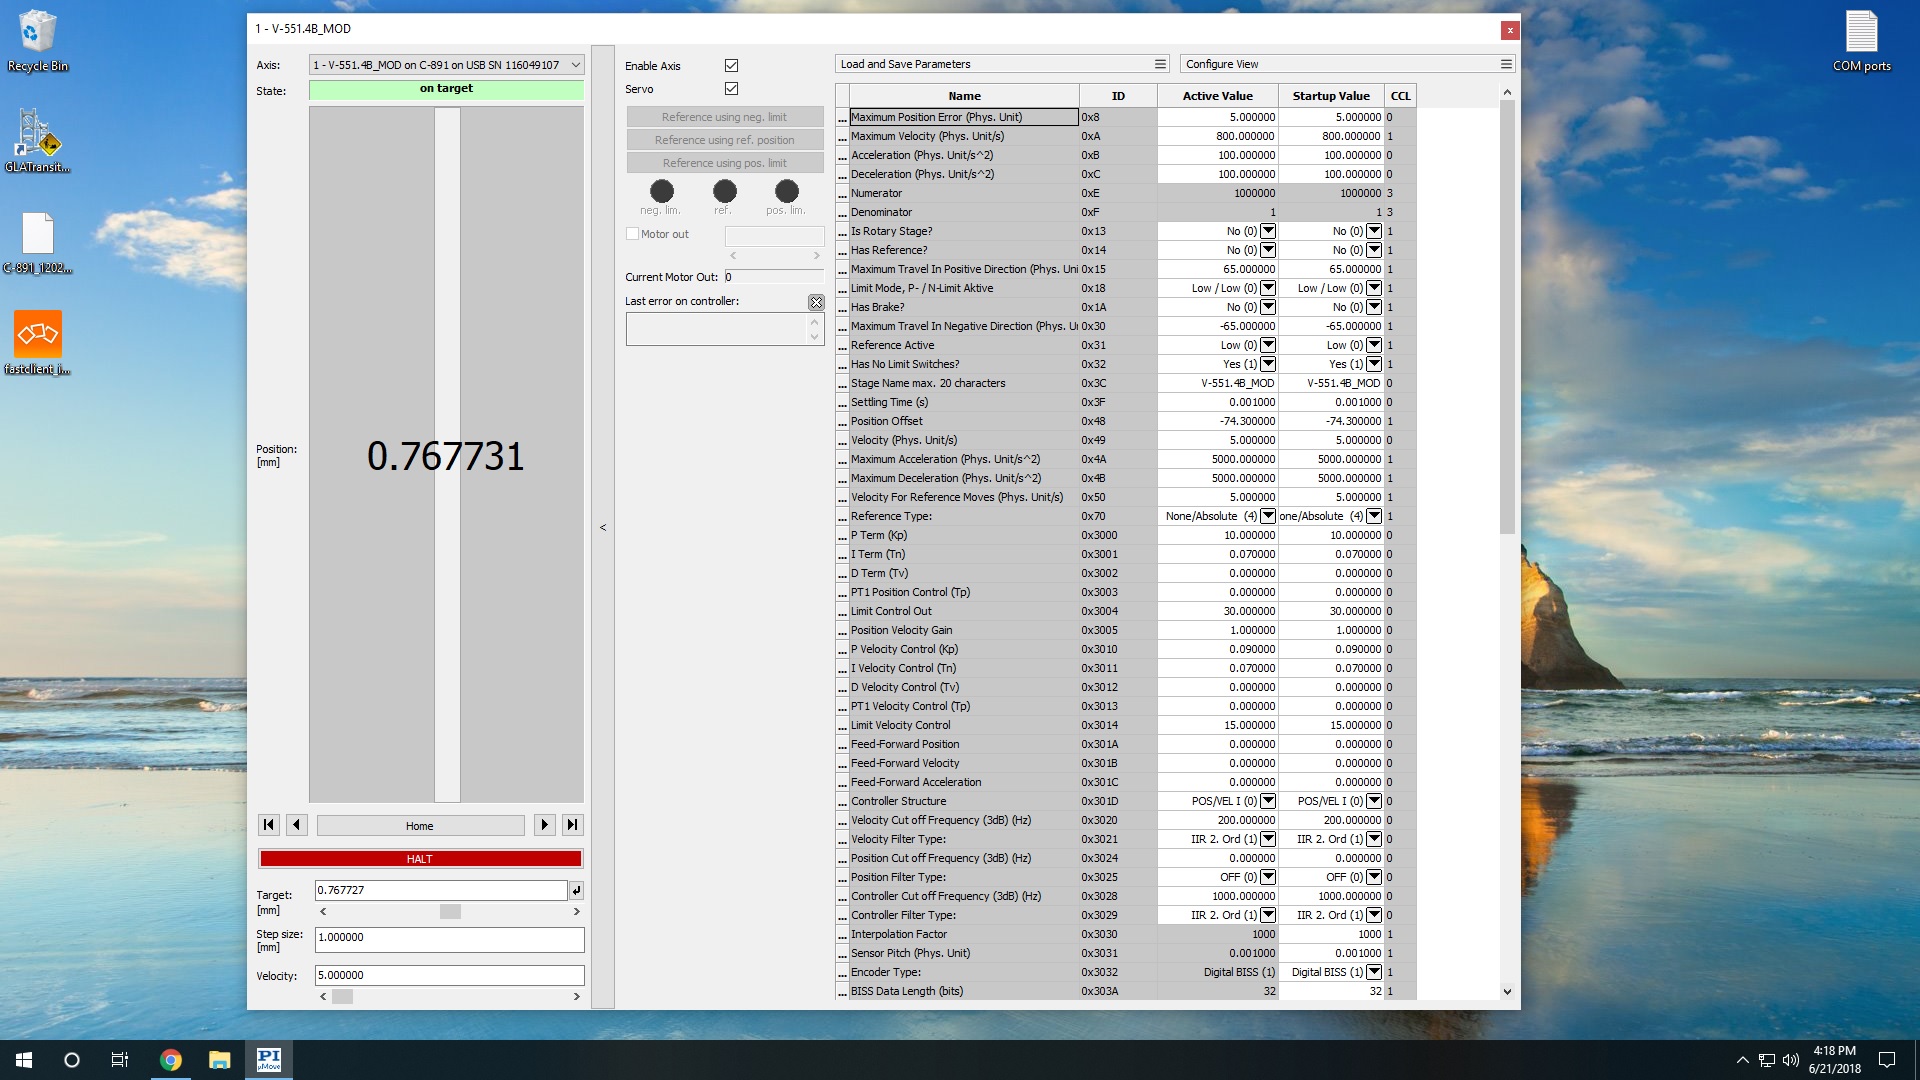 1 - V-551.4B_MOD
x
Recycle Bin
GLATransit...
C-891_1202...
fastclient_i...
COM ports
Axis:
1 - V-551.4B_MOD on C-891 on USB SN 116049107
State:
on target
Position:
[mm]
0.767731
Home
HALT
Target:
[mm]
0.767727
Step size:
[mm]
1.000000
Velocity:
5.000000
<
Enable Axis
Servo
Reference using neg. limit
Reference using ref. position
Reference using pos. limit
neg. lim. ref. pos. lim.
Motor out
Current Motor Out: 0
Last error on controller:
Load and Save Parameters
Configure View
Name ID Active Value Startup Value CCL
... Maximum Position Error (Phys. Unit) 0x8 5.000000 5.000000 0
... Maximum Velocity (Phys. Unit/s) 0xA 800.000000 800.000000 1
... Acceleration (Phys. Unit/s^2) 0xB 100.000000 100.000000 0
... Deceleration (Phys. Unit/s^2) 0xC 100.000000 100.000000 0
... Numerator 0xE 1000000 1000000 3
... Denominator 0xF 1 1 3
... Is Rotary Stage? 0x13 No (0) No (0) 1
... Has Reference? 0x14 No (0) No (0) 1
... Maximum Travel In Positive Direction (Phys. Uni 0x15 65.000000 65.000000 1
... Limit Mode, P- / N-Limit Aktive 0x18 Low / Low (0) Low / Low (0) 1
... Has Brake? 0x1A No (0) No (0) 1
... Maximum Travel In Negative Direction (Phys. Ui 0x30 -65.000000 -65.000000 1
... Reference Active 0x31 Low (0) Low (0) 1
... Has No Limit Switches? 0x32 Yes (1) Yes (1) 1
... Stage Name max. 20 characters 0x3C V-551.4B_MOD V-551.4B_MOD 0
... Settling Time (s) 0x3F 0.001000 0.001000 0
... Position Offset 0x48 -74.300000 -74.300000 1
... Velocity (Phys. Unit/s) 0x49 5.000000 5.000000 0
... Maximum Acceleration (Phys. Unit/s^2) 0x4A 5000.000000 5000.000000 1
... Maximum Deceleration (Phys. Unit/s^2) 0x4B 5000.000000 5000.000000 1
... Velocity For Reference Moves (Phys. Unit/s) 0x50 5.000000 5.000000 1
... Reference Type: 0x70 None/Absolute (4) one/Absolute (4) 1
... P Term (Kp) 0x3000 10.000000 10.000000 0
... I Term (Tn) 0x3001 0.070000 0.070000 0
... D Term (Tv) 0x3002 0.000000 0.000000 0
... PT1 Position Control (Tp) 0x3003 0.000000 0.000000 0
... Limit Control Out 0x3004 30.000000 30.000000 0
... Position Velocity Gain 0x3005 1.000000 1.000000 0
... P Velocity Control (Kp) 0x3010 0.090000 0.090000 0
... I Velocity Control (Tn) 0x3011 0.070000 0.070000 0
... D Velocity Control (Tv) 0x3012 0.000000 0.000000 0
... PT1 Velocity Control (Tp) 0x3013 0.000000 0.000000 0
... Limit Velocity Control 0x3014 15.000000 15.000000 0
... Feed-Forward Position 0x301A 0.000000 0.000000 0
... Feed-Forward Velocity 0x301B 0.000000 0.000000 0
... Feed-Forward Acceleration 0x301C 0.000000 0.000000 0
... Controller Structure 0x301D POS/VEL I (0) POS/VEL I (0) 0
... Velocity Cut off Frequency (3dB) (Hz) 0x3020 200.000000 200.000000 0
... Velocity Filter Type: 0x3021 IIR 2. Ord (1) IIR 2. Ord (1) 0
... Position Cut off Frequency (3dB) (Hz) 0x3024 0.000000 0.000000 0
... Position Filter Type: 0x3025 OFF (0) OFF (0) 0
... Controller Cut off Frequency (3dB) (Hz) 0x3028 1000.000000 1000.000000 0
... Controller Filter Type: 0x3029 IIR 2. Ord (1) IIR 2. Ord (1) 0
... Interpolation Factor 0x3030 1000 1000 1
... Sensor Pitch (Phys. Unit) 0x3031 0.001000 0.001000 1
... Encoder Type: 0x3032 Digital BISS (1) Digital BISS (1) 1
... BISS Data Length (bits) 0x303A 32 32 1
PI
µMove
4:18 PM
6/21/2018